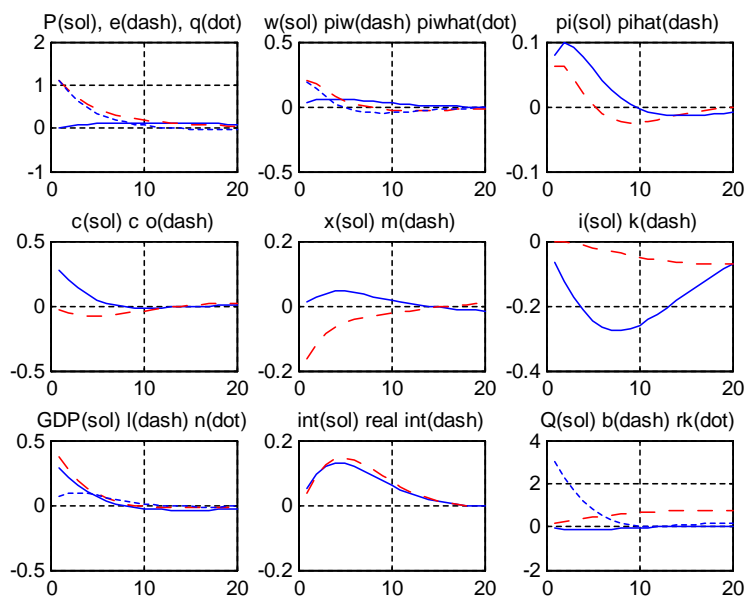 P(sol), e(dash), q(dot)
2
1
0
-1
0 10 20
w(sol) piw(dash) piwhat(dot)
0.5
0
-0.5
0 10 20
pi(sol) pihat(dash)
0.1
0
-0.1
0 10 20
c(sol) c o(dash)
0.5
0
-0.5
0 10 20
x(sol) m(dash)
0.2
0
-0.2
0 10 20
i(sol) k(dash)
0
-0.2
-0.4
0 10 20
GDP(sol) l(dash) n(dot)
0.5
0
0.5
0 10 20
int(sol) real int(dash)
0.2
0
-0.2
0 10 20
Q(sol) b(dash) rk(dot)
4
2
0
-2
0 10 20